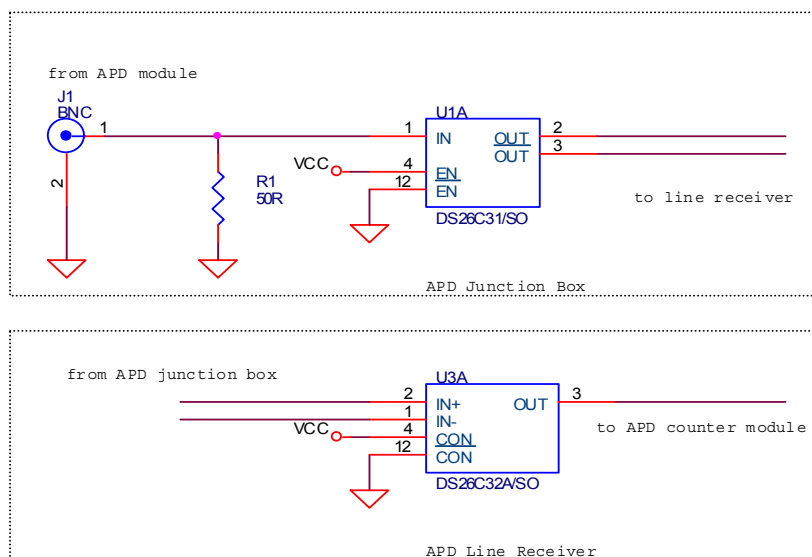 from APD module
J1
BNC
1
2
R1
50R
VCC
U1A
1
IN
4
EN
12
EN
OUT
2
OUT
3
DS26C31/SO
to line receiver
APD Junction Box
from APD junction box
VCC
U3A
2
IN+
1
IN-
4
CON
12
CON
OUT
3
DS26C32A/SO
to APD counter module
APD Line Receiver